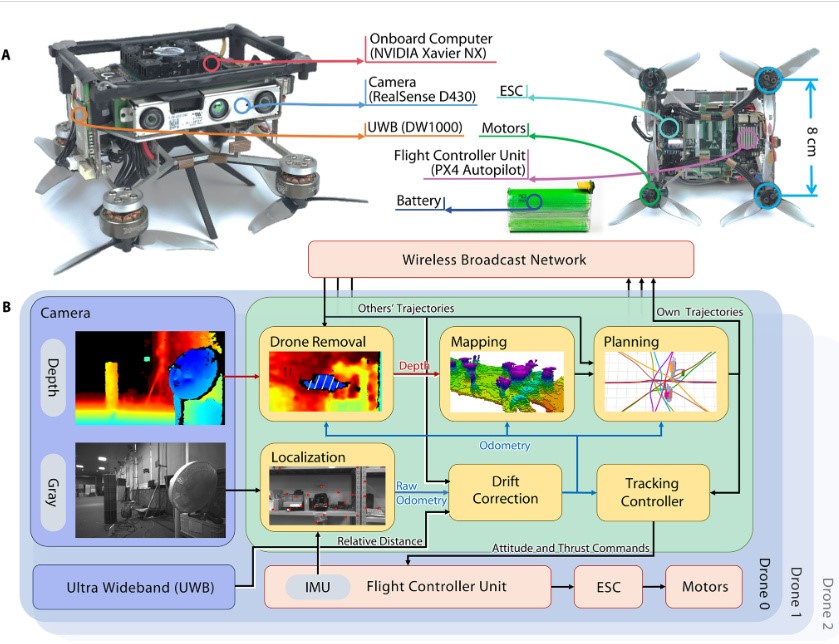 A
Onboard Computer
(NVIDIA Xavier NX)
Camera
(RealSense D430)
ESC
UWB (DW1000)
Motors
Flight Controller Unit
(PX4 Autopilot)
Battery
8 cm
Wireless Broadcast Network
B
Camera
Others' Trajectories
Own Trajectories
Depth
Drone Removal
Depth
Mapping
Planning
Odometry
Gray
Localization
Raw
Odometry
Drift
Correction
Tracking
Controller
Relative Distance
Attitude and Thrust Commands
Ultra Wideband (UWB)
IMU
Flight Controller Unit
ESC
Motors
Drone 0
Drone 1
Drone 2